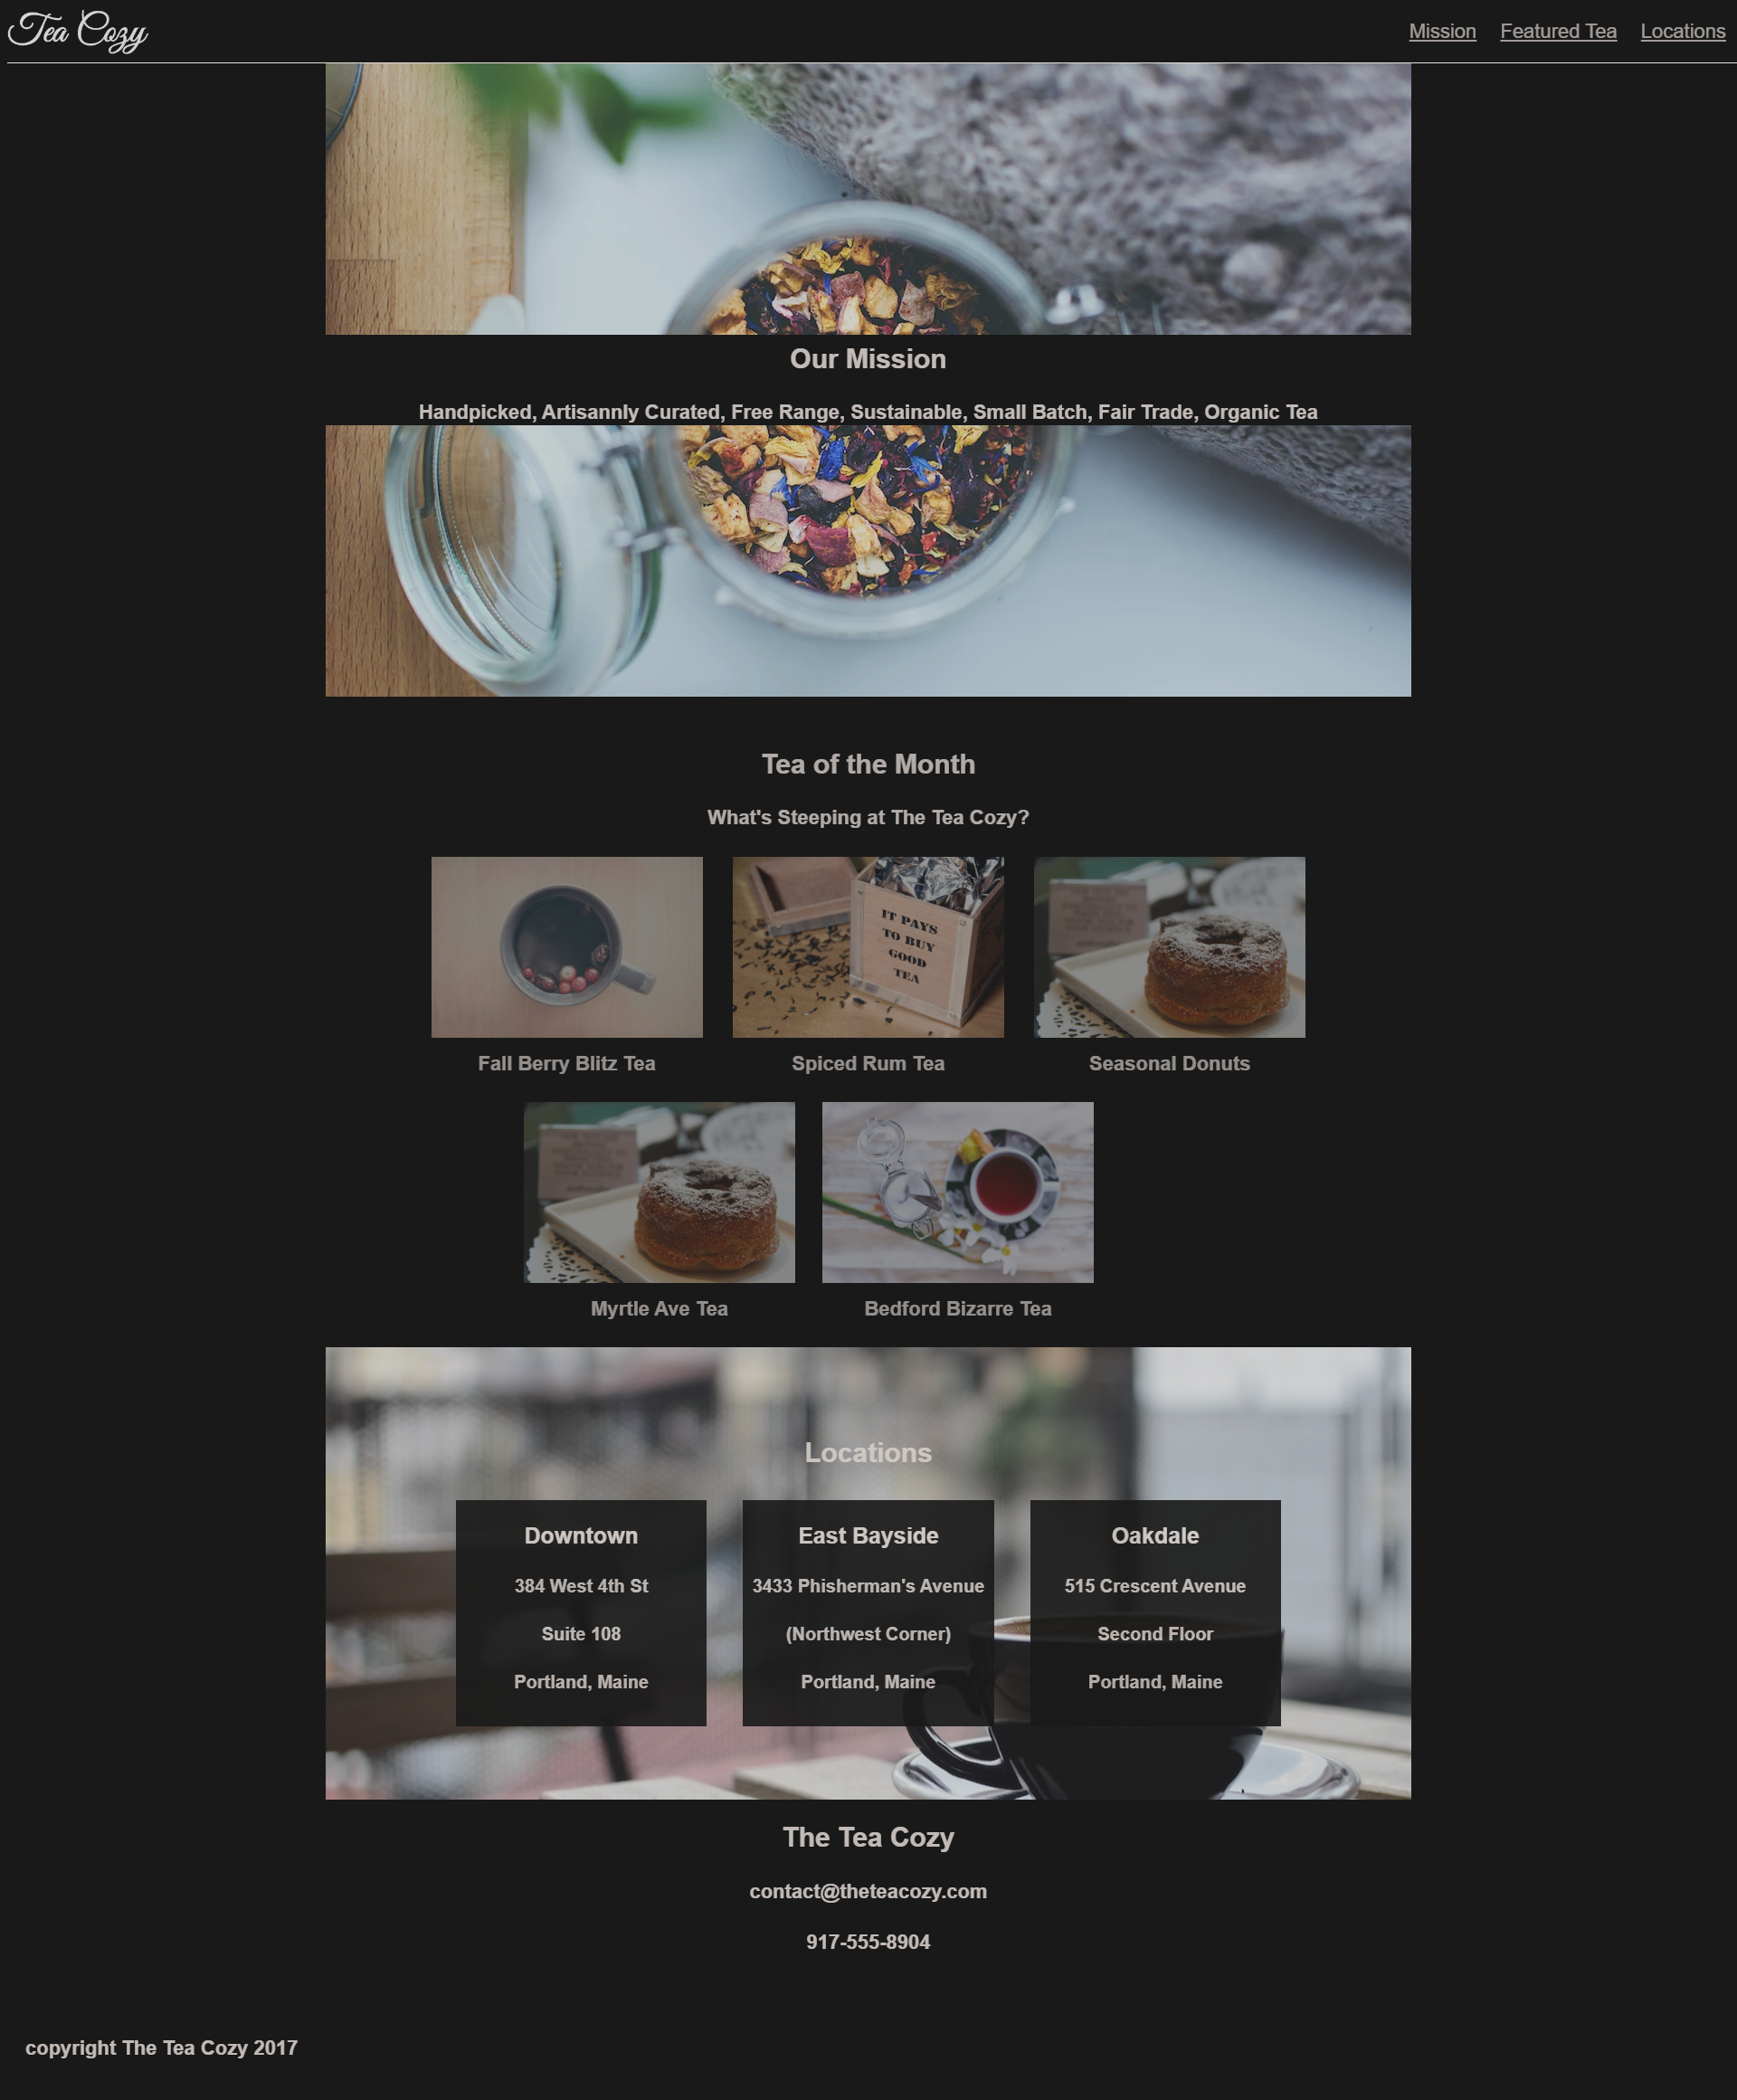 Tea Cozy
Mission Featured Tea Locations
Our Mission
Handpicked, Artisannly Curated, Free Range, Sustainable, Small Batch, Fair Trade, Organic Tea
Tea of the Month
What's Steeping at The Tea Cozy?
IT PAYS
TO BUY
GOOD
TEA
Fall Berry Blitz Tea
Spiced Rum Tea
Seasonal Donuts
Myrtle Ave Tea
Bedford Bizarre Tea
Locations
Downtown
384 West 4th St
Suite 108
Portland, Maine
East Bayside
3433 Phisherman's Avenue
(Northwest Corner)
Portland, Maine
Oakdale
515 Crescent Avenue
Second Floor
Portland, Maine
The Tea Cozy
contact@theteacozy.com
917-555-8904
copyright The Tea Cozy 2017